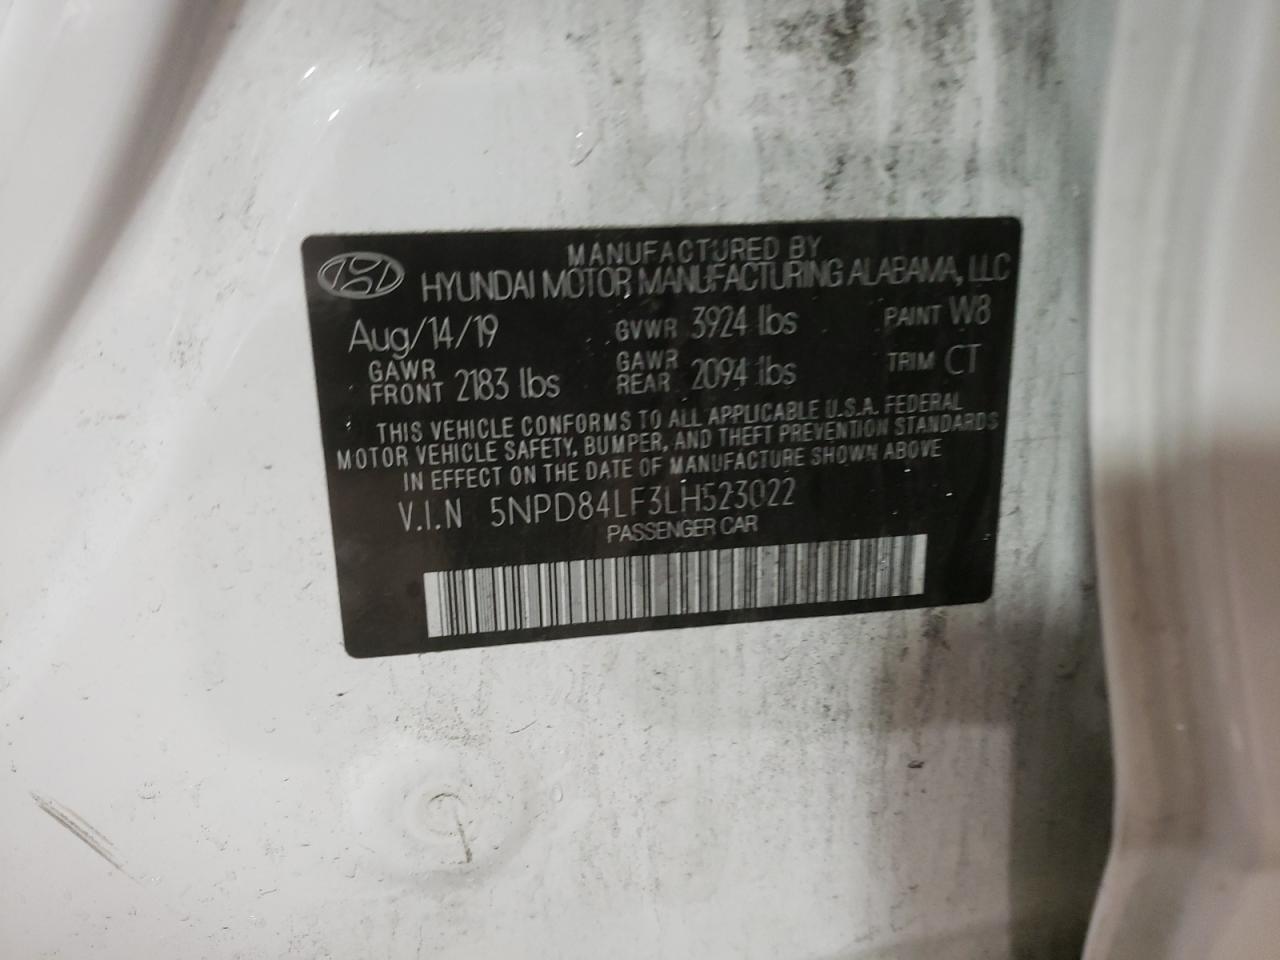 MANUFACTURED BY
HYUNDAI MOTOR MANUFACTURING ALABAMA, LLC
Aug/14/19 GVWR 3924 lbs PAINT W8
GAWR FRONT 2183 lbs GAWR REAR 2094 lbs TRIM CT
THIS VEHICLE CONFORMS TO ALL APPLICABLE U.S.A. FEDERAL
MOTOR VEHICLE SAFETY, BUMPER, AND THEFT PREVENTION STANDARDS
IN EFFECT ON THE DATE OF MANUFACTURE SHOWN ABOVE
V.I.N 5NPD84LF3LH523022
PASSENGER CAR